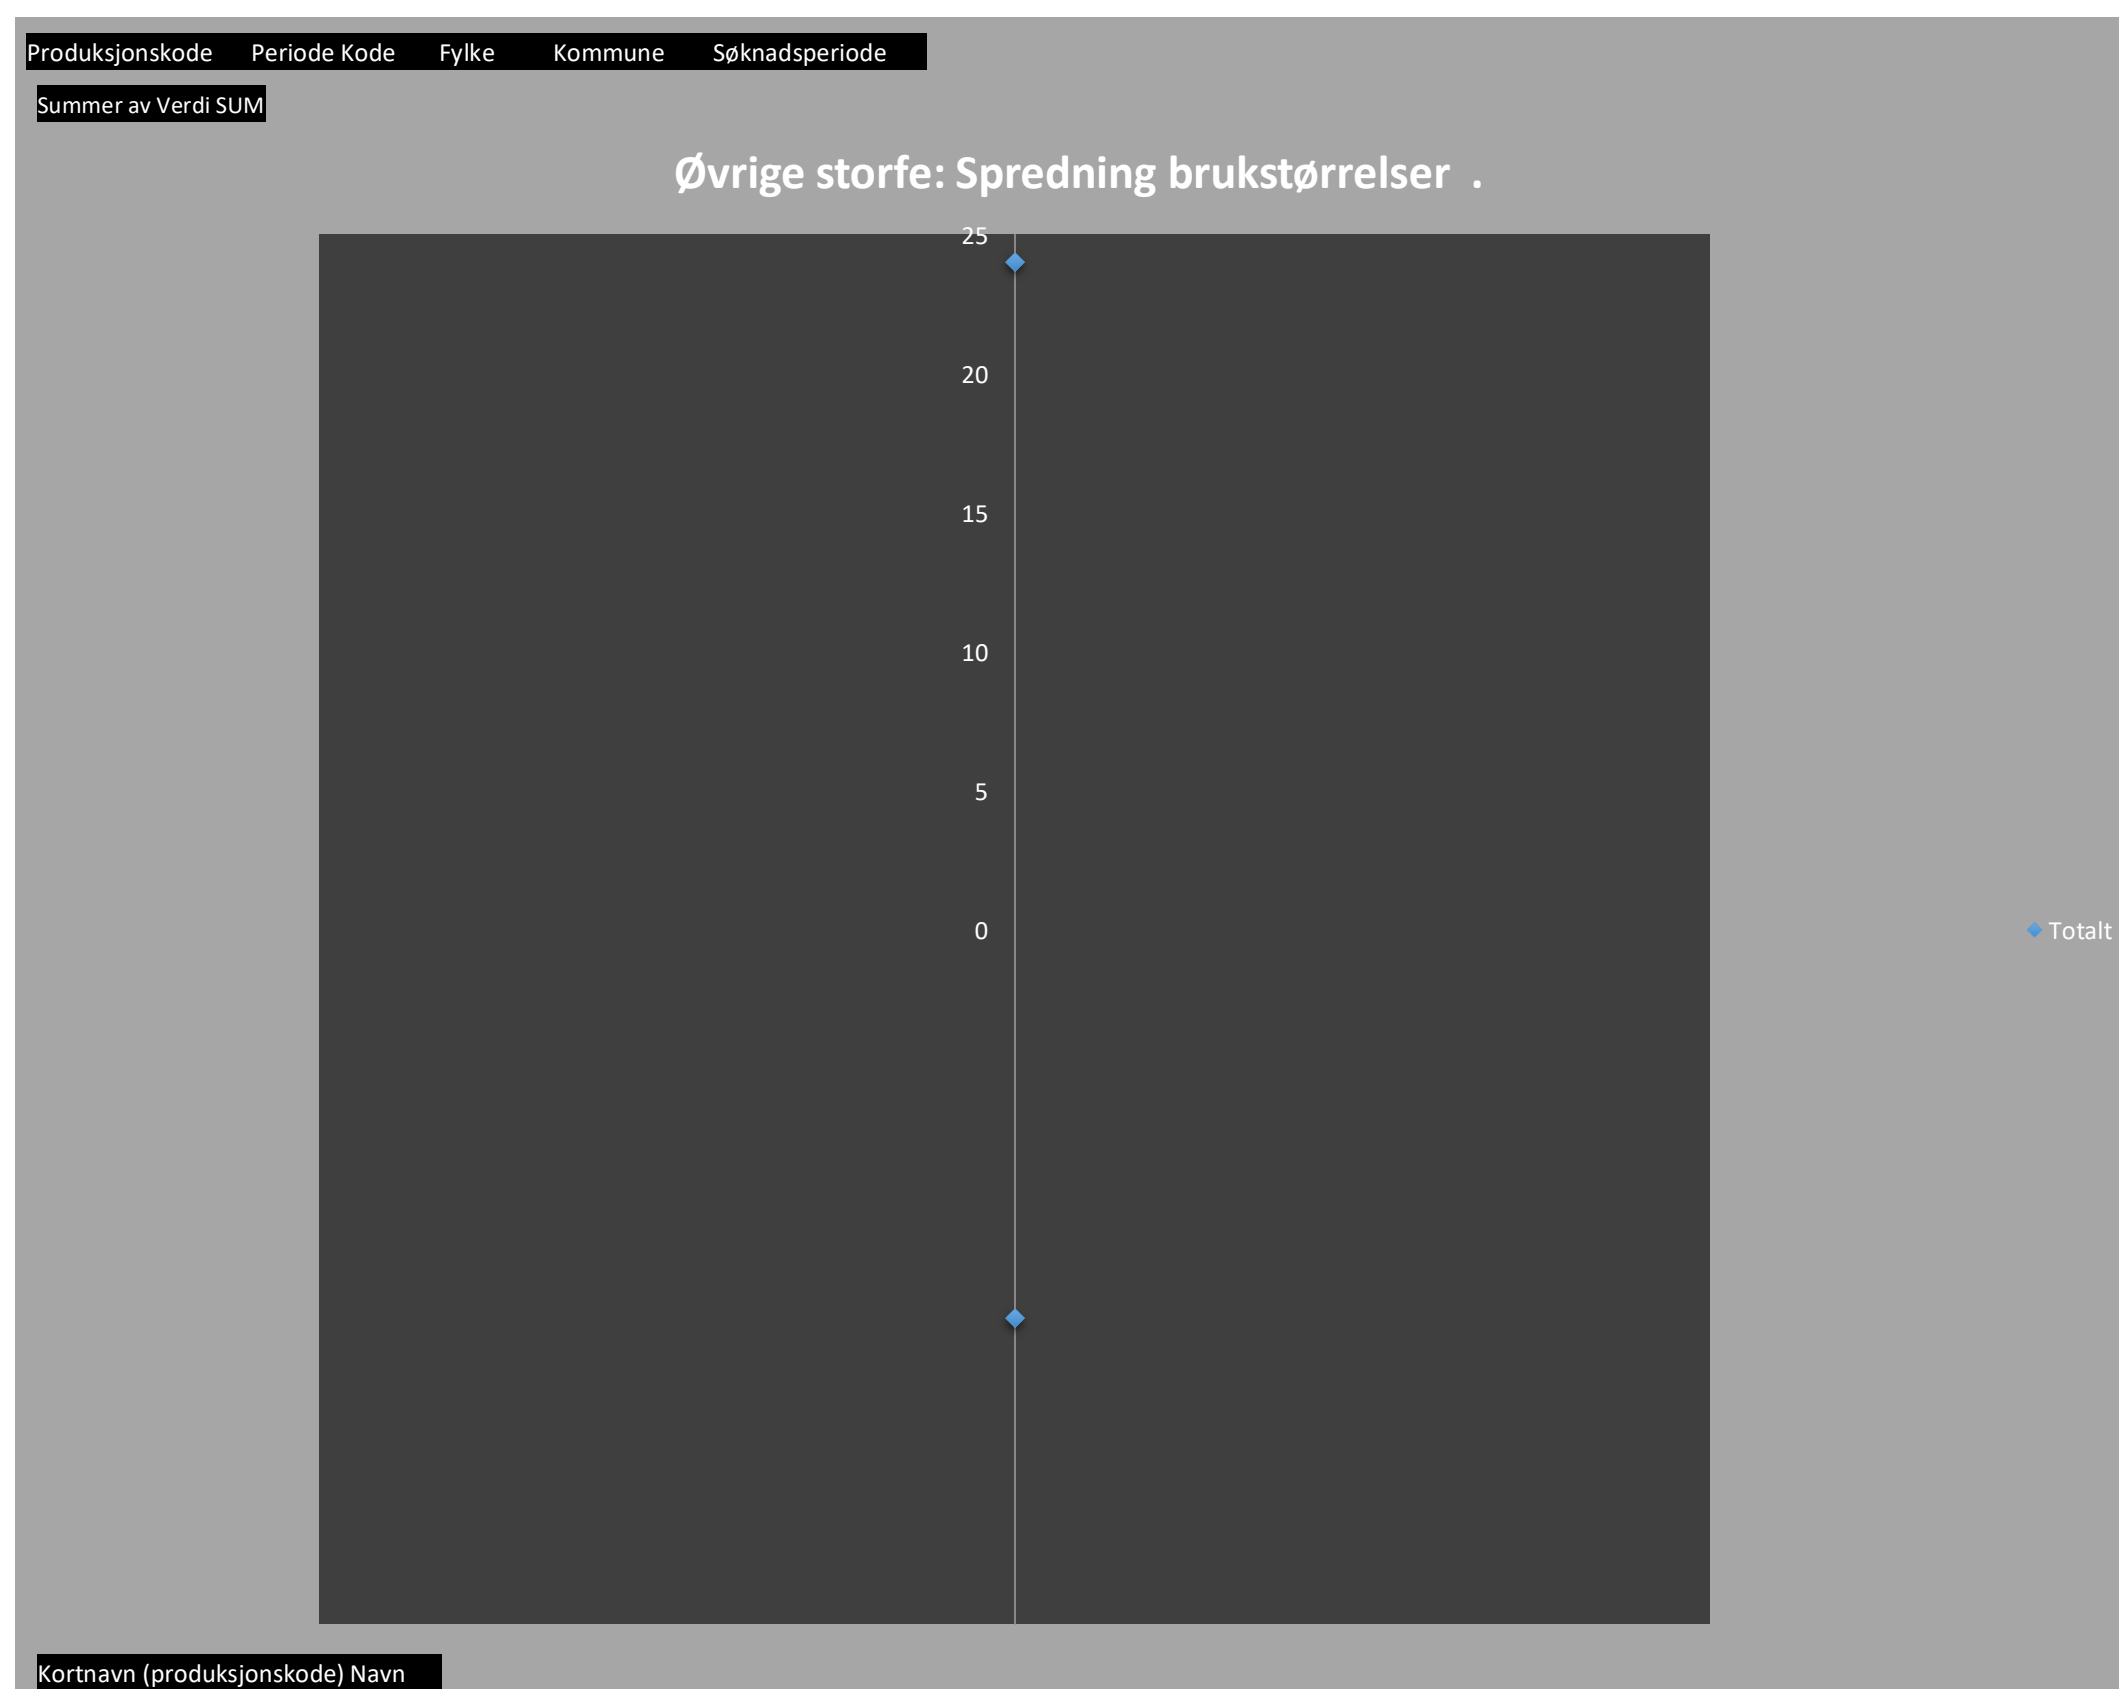 Produksjonskode Periode Kode Fylke Kommune Søknadsperiode
Summer av Verdi SUM
Øvrige storfe: Spredning brukstørrelser .
25
20
15
10
5
0
Totalt
Kortnavn (produksjonskode) Navn